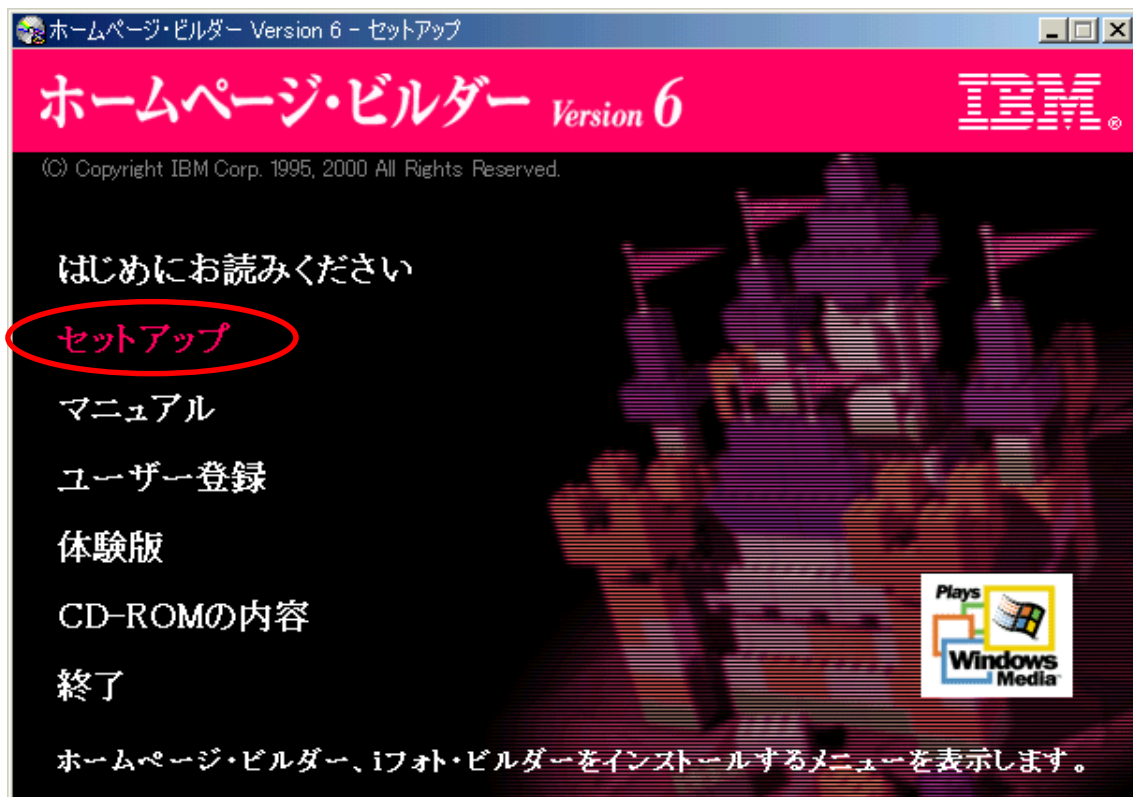 ホームページ・ビルダー Version 6 - セットアップ
ホームページ・ビルダー Version 6
IBM®
(C) Copyright IBM Corp. 1995, 2000 All Rights Reserved.
はじめにお読みください
セットアップ
マニュアル
ユーザー登録
体験版
CD-ROMの内容
終了
Plays
Windows
Media
ホームページ・ビルダー、iフォト・ビルダーをインストールするメニューを表示します。